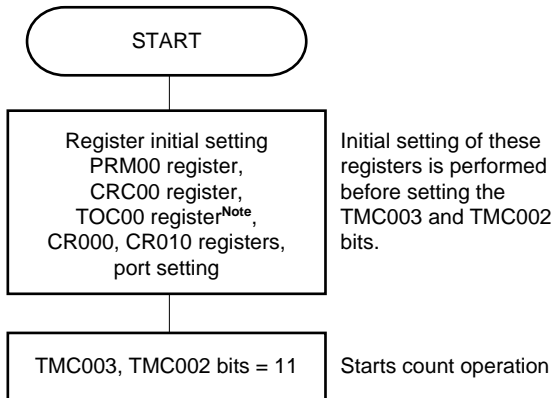 START
Register initial setting
PRM00 register,
CRC00 register,
TOC00 registerNote,
CR000, CR010 registers,
port setting
Initial setting of these
registers is performed
before setting the
TMC003 and TMC002
bits.
TMC003, TMC002 bits = 11
Starts count operation